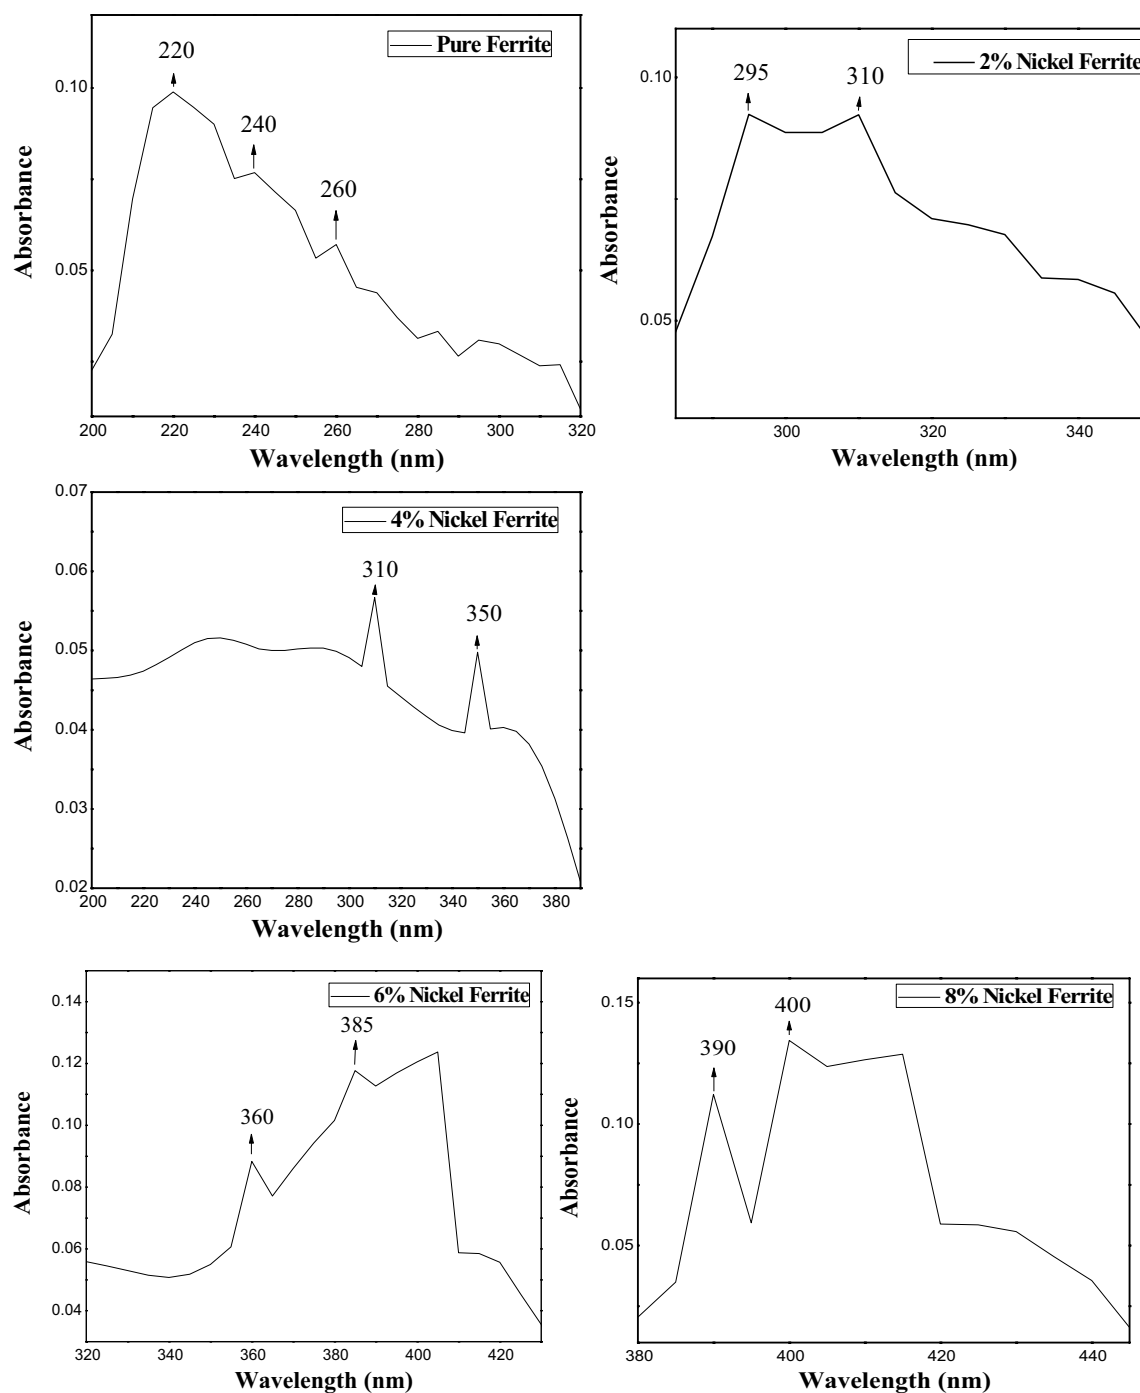 Pure Ferrite
220
240
260
0.10
0.05
Absorbance
200 220 240 260 280 300 320
Wavelength (nm)
2% Nickel Ferrite
295 310
0.10
0.05
Absorbance
300 320 340
Wavelength (nm)
4% Nickel Ferrite
310
350
0.07
0.06
0.05
0.04
0.03
0.02
Absorbance
200 220 240 260 280 300 320 340 360 380
Wavelength (nm)
6% Nickel Ferrite
385
360
0.14
0.12
0.10
0.08
0.06
0.04
Absorbance
320 340 360 380 400 420
Wavelength (nm)
8% Nickel Ferrite
400
390
0.15
0.10
0.05
Absorbance
380 400 420 440
Wavelength (nm)